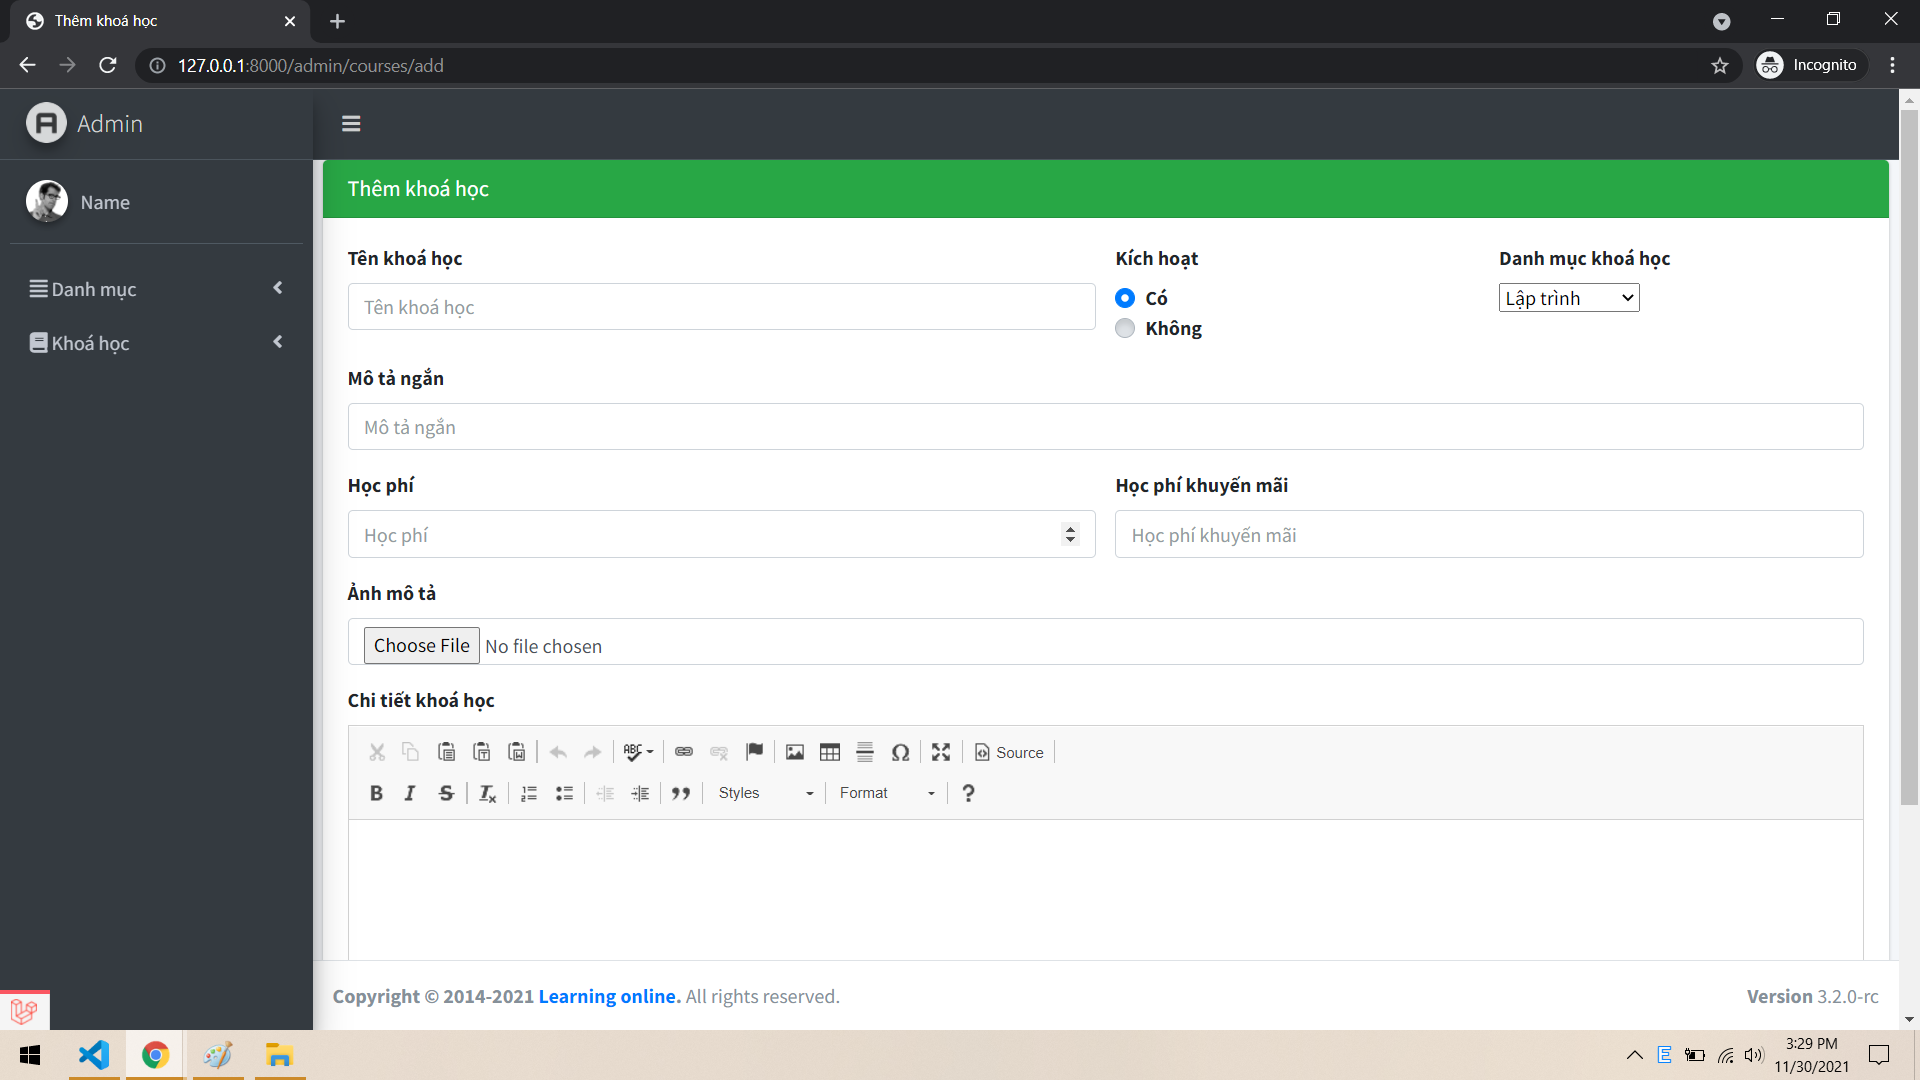 Thêm khoá học
127.0.0.1:8000/admin/courses/add
Incognito
Admin
Name
Danh mục
Khoá học
Thêm khoá học
Tên khoá học
Kích hoạt
Danh mục khoá học
Tên khoá học
Có
Không
Lập trình
Mô tả ngắn
Mô tả ngắn
Học phí
Học phí khuyến mãi
Học phí
Học phí khuyến mãi
Ảnh mô tả
Choose File No file chosen
Chi tiết khoá học
ABC
Source
Styles
Format
Copyright © 2014-2021 Learning online. All rights reserved.
Version 3.2.0-rc
3:29 PM
11/30/2021